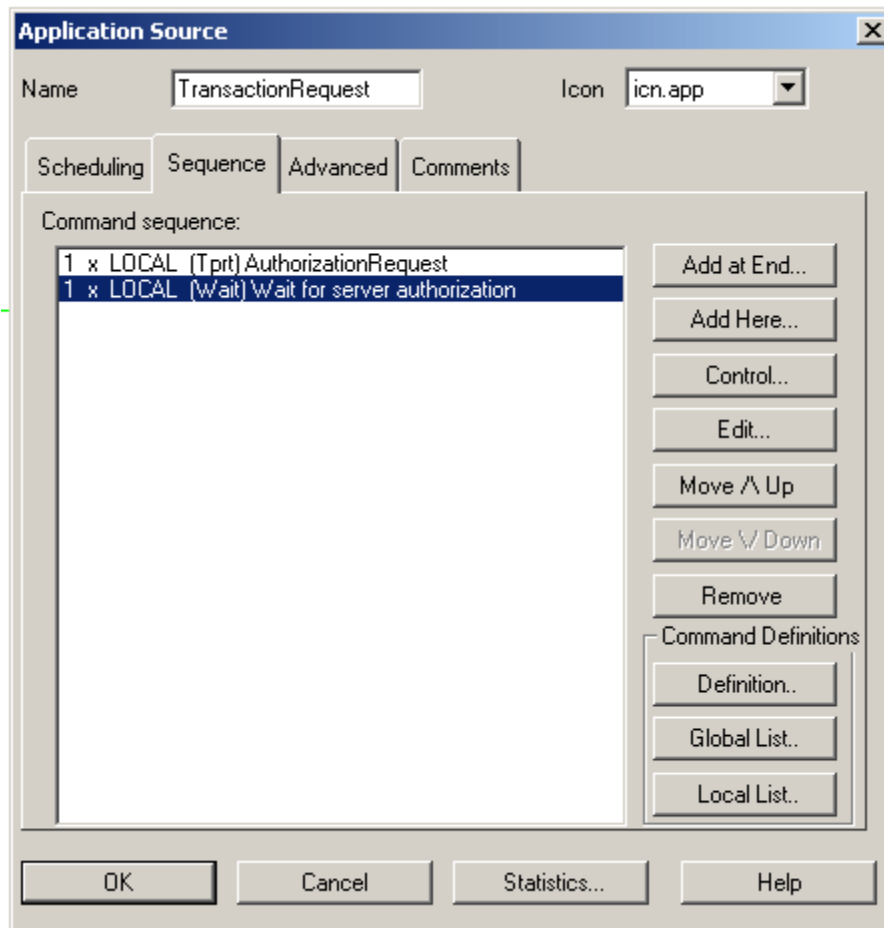 Application Source
Name TransactionRequest Icon icn.app
Scheduling Sequence Advanced Comments
Command sequence:
1 x LOCAL (Tprt) AuthorizationRequest
1 x LOCAL (Wait) Wait for server authorization
Add at End...
Add Here...
Control...
Edit...
Move /\ Up
Move \/ Down
Remove
Command Definitions
Definition..
Global List..
Local List..
OK Cancel Statistics... Help